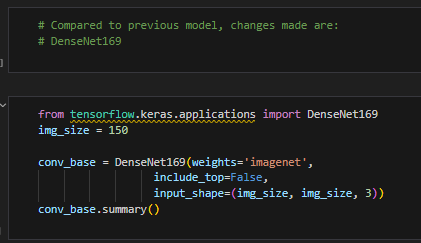 # Compared to previous model, changes made are:
# DenseNet169
from tensorflow.keras.applications import DenseNet169
img_size = 150
conv_base = DenseNet169(weights='imagenet',
include_top=False,
input_shape=(img_size, img_size, 3))
conv_base.summary()